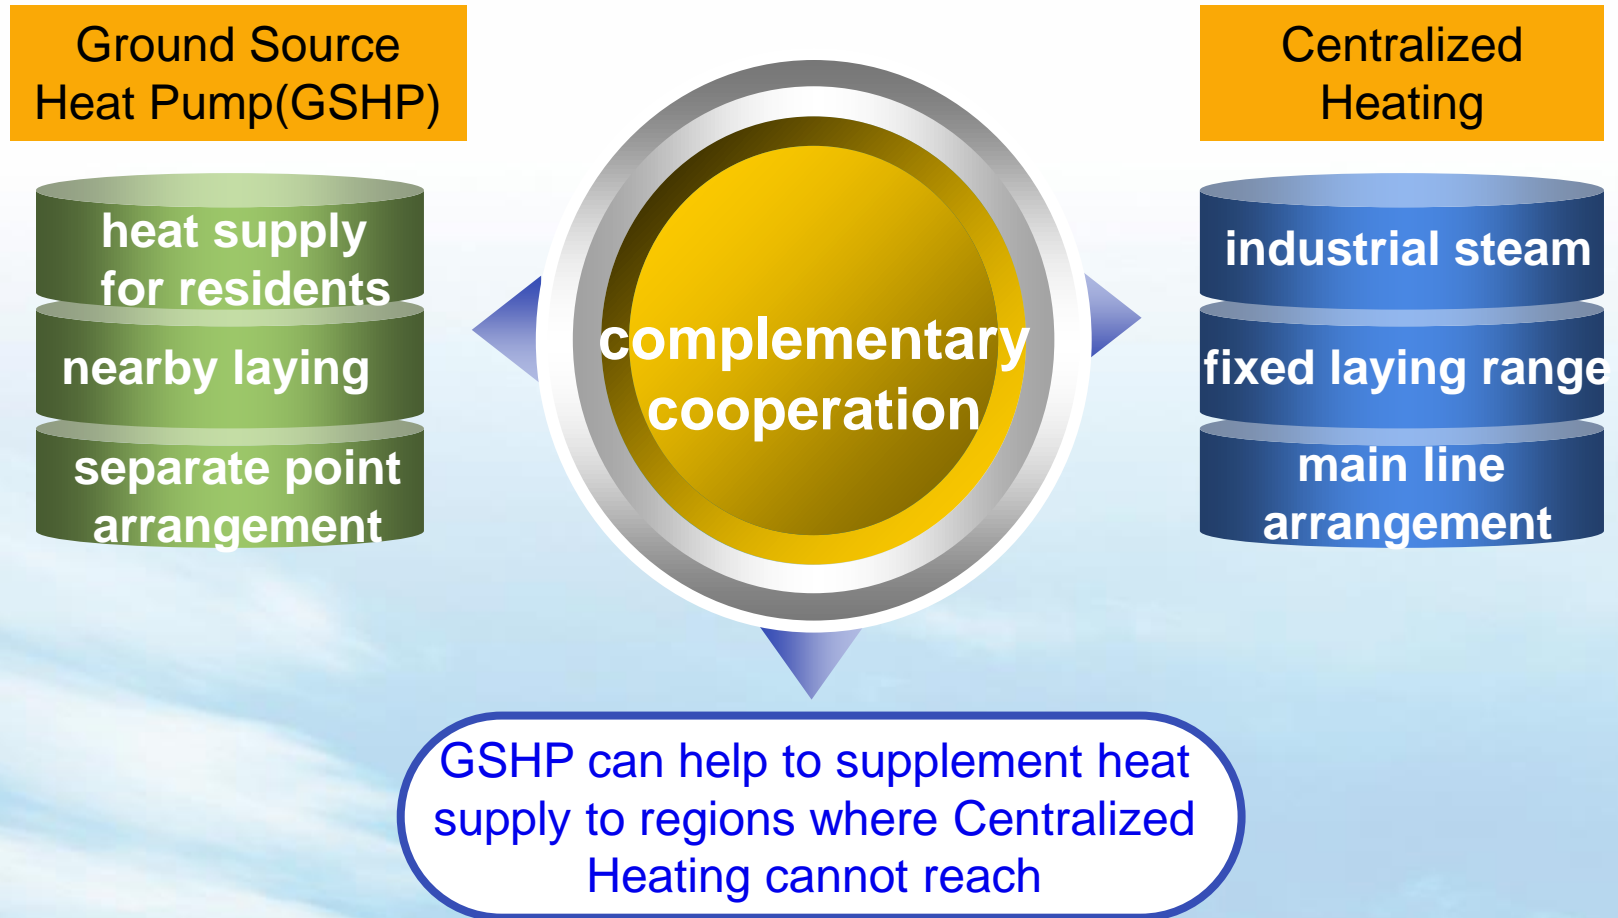 Ground Source
Heat Pump(GSHP)
heat supply
for residents
nearby laying
separate point
arrangement
complementary
cooperation
Centralized
Heating
industrial steam
fixed laying range
main line
arrangement
GSHP can help to supplement heat
supply to regions where Centralized
Heating cannot reach